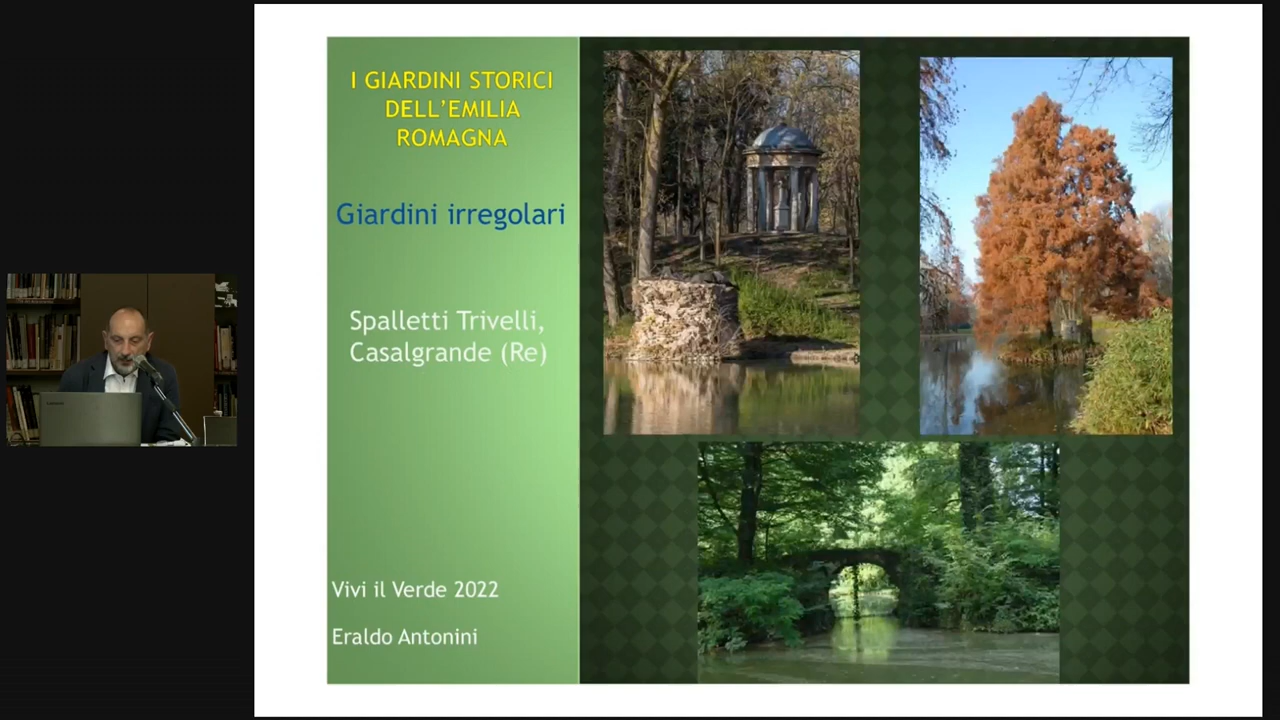 I GIARDINI STORICI
DELL'EMILIA
ROMAGNA
Giardini irregolari
Spalletti Trivelli,
Casalgrande (Re)
Vivi il Verde 2022
Eraldo Antonini